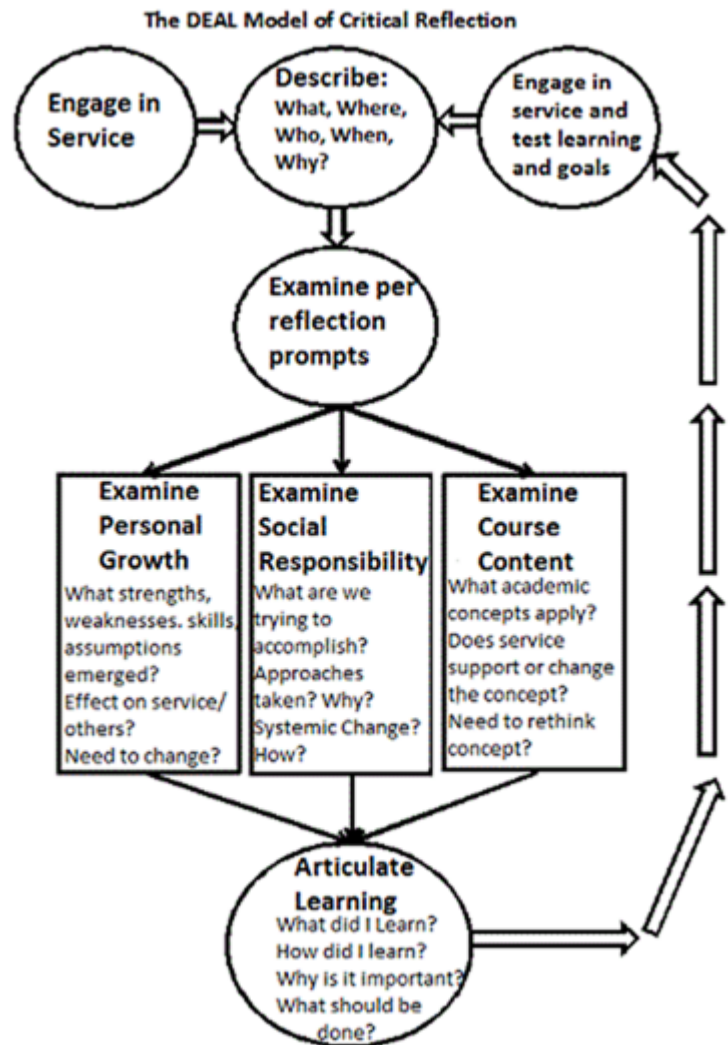 The DEAL Model of Critical Reflection
Engage in
Service
Describe:
What, Where,
Who, When,
Why?
Engage in
service and
test learning
and goals
Examine per
reflection
prompts
Examine
Personal
Growth
What strengths,
weaknesses. skills,
assumptions
emerged?
Effect on service/
others?
Need to change?
Examine
Social
Responsibility
What are we
trying to
accomplish?
Approaches
taken? Why?
Systemic Change?
How?
Examine
Course
Content
What academic
concepts apply?
Does service
support or change
the concept?
Need to rethink
concept?
Articulate
Learning
What did I Learn?
How did I learn?
Why is it important?
What should be
done?